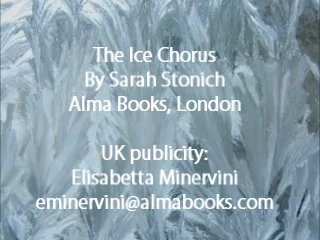 The Ice Chorus
By Sarah Stonich
Alma Books, London
UK publicity:
Elisabetta Minervini
eminervini@almabooks.com